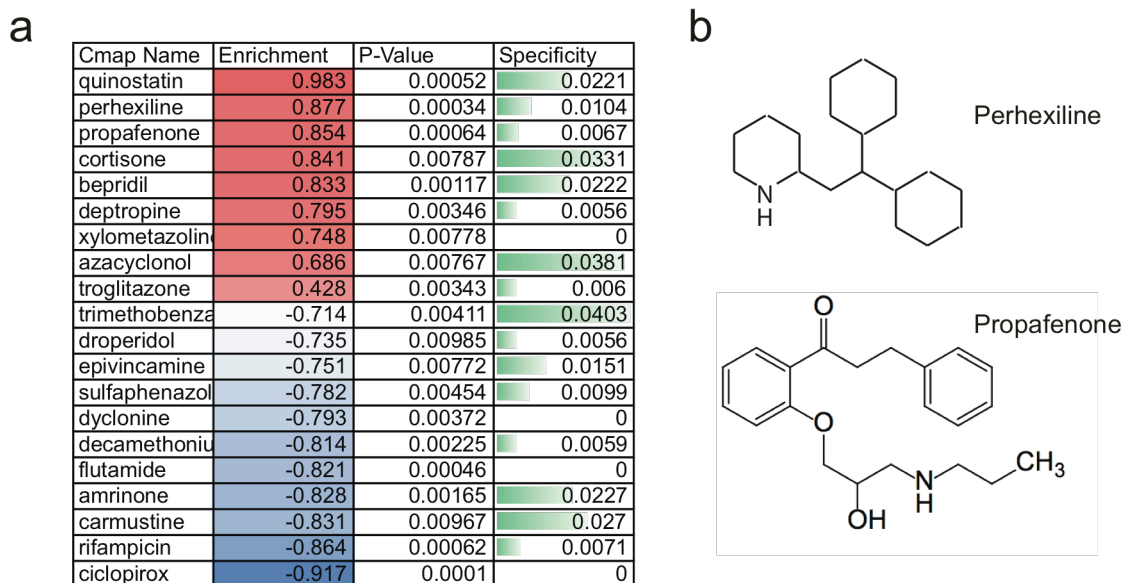 a
Cmap Name Enrichment P-Value Specificity
quinostatin 0.983 0.00052 0.0221
perhexiline 0.877 0.00034 0.0104
propafenone 0.854 0.00064 0.0067
cortisone 0.841 0.00787 0.0331
bepridil 0.833 0.00117 0.0222
deptropine 0.795 0.00346 0.0056
xylometazolin 0.748 0.00778 0
azacyclonol 0.686 0.00767 0.0381
troglitazone 0.428 0.00343 0.006
trimethobenza -0.714 0.00411 0.0403
droperidol -0.735 0.00985 0.0056
epivincamine -0.751 0.00772 0.0151
sulfaphenazol -0.782 0.00454 0.0099
dyclonine -0.793 0.00372 0
decamethoniu -0.814 0.00225 0.0059
flutamide -0.821 0.00046 0
amrinone -0.828 0.00165 0.0227
carmustine -0.831 0.00967 0.027
rifampicin -0.864 0.00062 0.0071
ciclopirox -0.917 0.0001 0
b
Perhexiline
N
H
Propafenone
O
O
CH3
N
H
OH